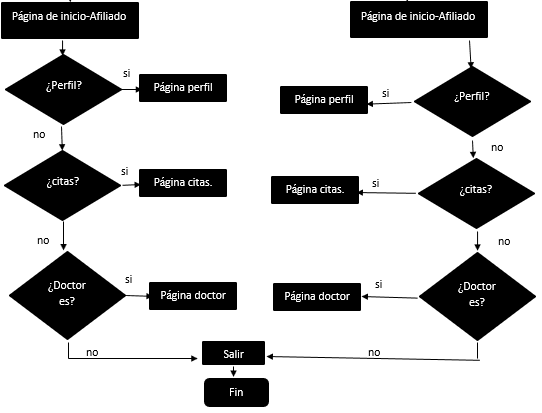 Página de inicio-Afiliado
¿Perfil?
si
Página perfil
no
¿citas?
si
Página citas.
no
¿Doctor
es?
si
Página doctor
no
Página de inicio-Afiliado
¿Perfil?
si
Página perfil
no
¿citas?
si
Página citas.
no
¿Doctor
es?
si
Página doctor
no
Salir
Fin